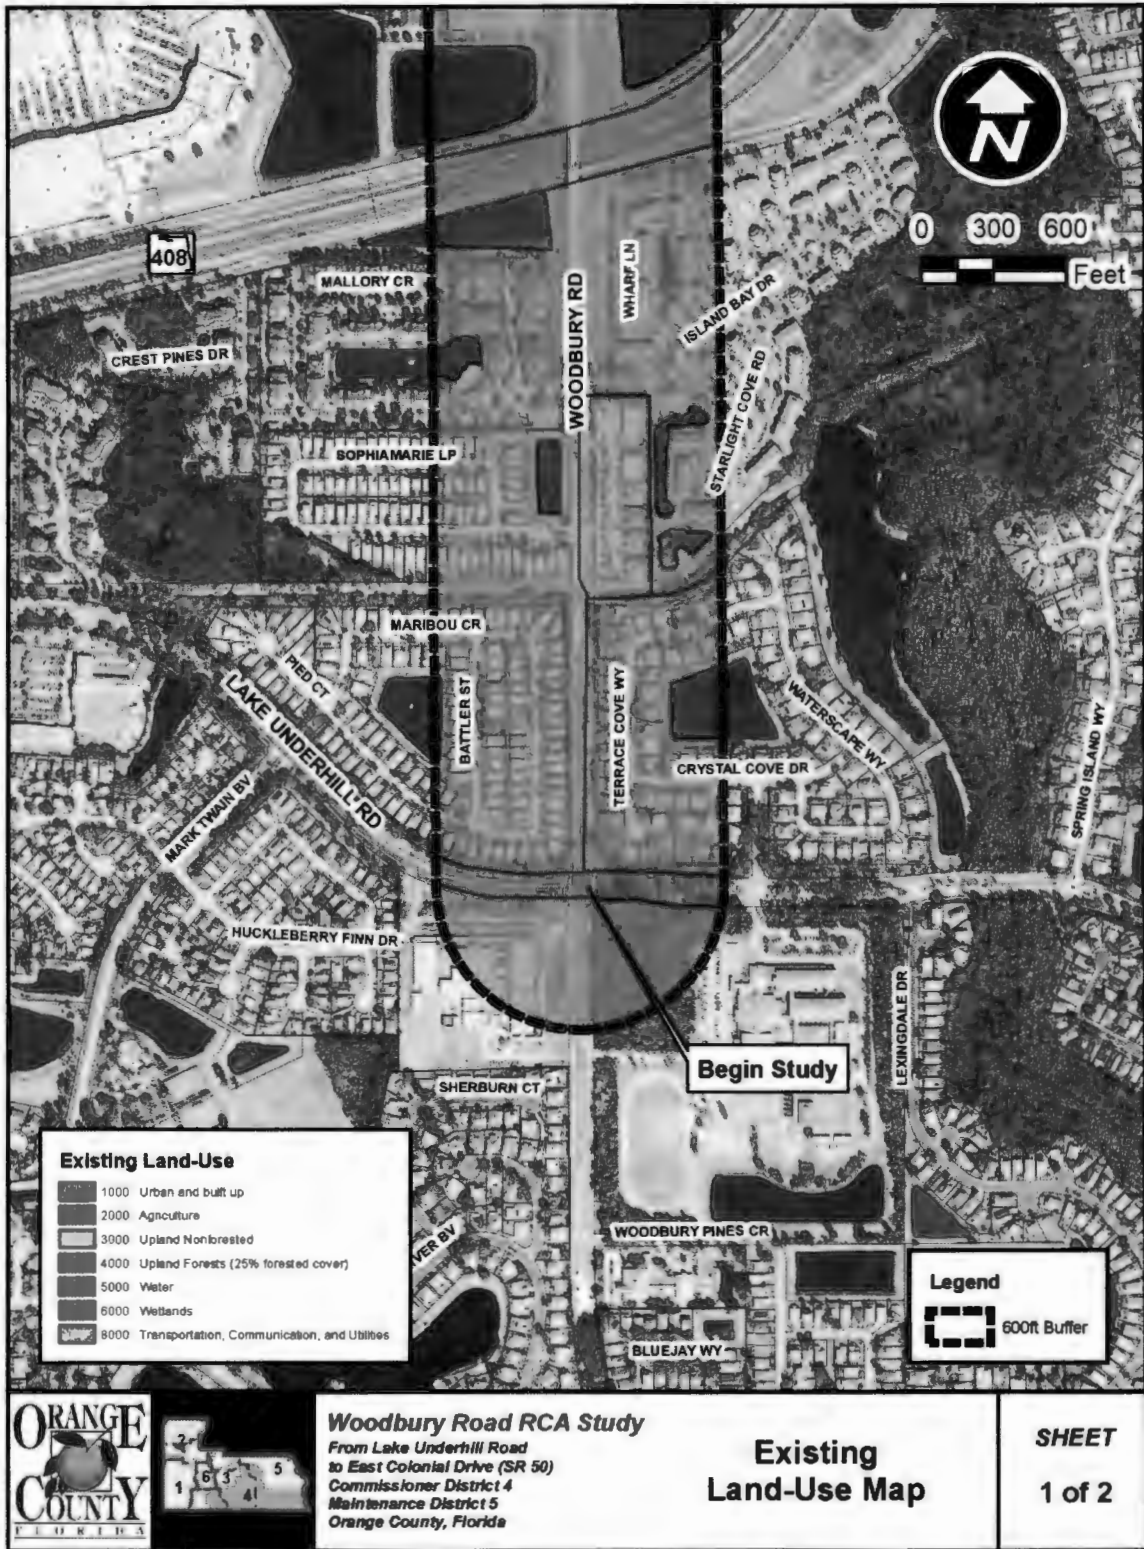 N
0 300 600
Feet
408
MALLORY CR
WHARF LN
WOODBURY RD
ISLAND BAY DR
CREST PINES DR
STARLIGHT COVE RD
SOPHIAMARIE LP
MARIBOU CR
PIED CT
BATTLER ST
LAKE UNDERHILL RD
TERRACE COVE WY
WATERSCAPE WY
CRYSTAL COVE DR
SPRING ISLAND WY
MARK TWAIN BV
HUCKLEBERRY FINN DR
LEXINGDALE DR
Begin Study
SHERBURN CT
WOODBURY PINES CR
BLUEJAY WY
Existing Land-Use
1000 Urban and built up
2000 Agriculture
3000 Upland Nonforested
4000 Upland Forests (25% forested cover)
5000 Water
6000 Wetlands
8000 Transportation, Communication, and Utilities
VER BV
Legend
600ft Buffer
ORANGE
COUNTY
FLORIDA
2
1 6 3 5
4
Woodbury Road RCA Study
From Lake Underhill Road
to East Colonial Drive (SR 50)
Commissioner District 4
Maintenance District 5
Orange County, Florida
Existing
Land-Use Map
SHEET
1 of 2